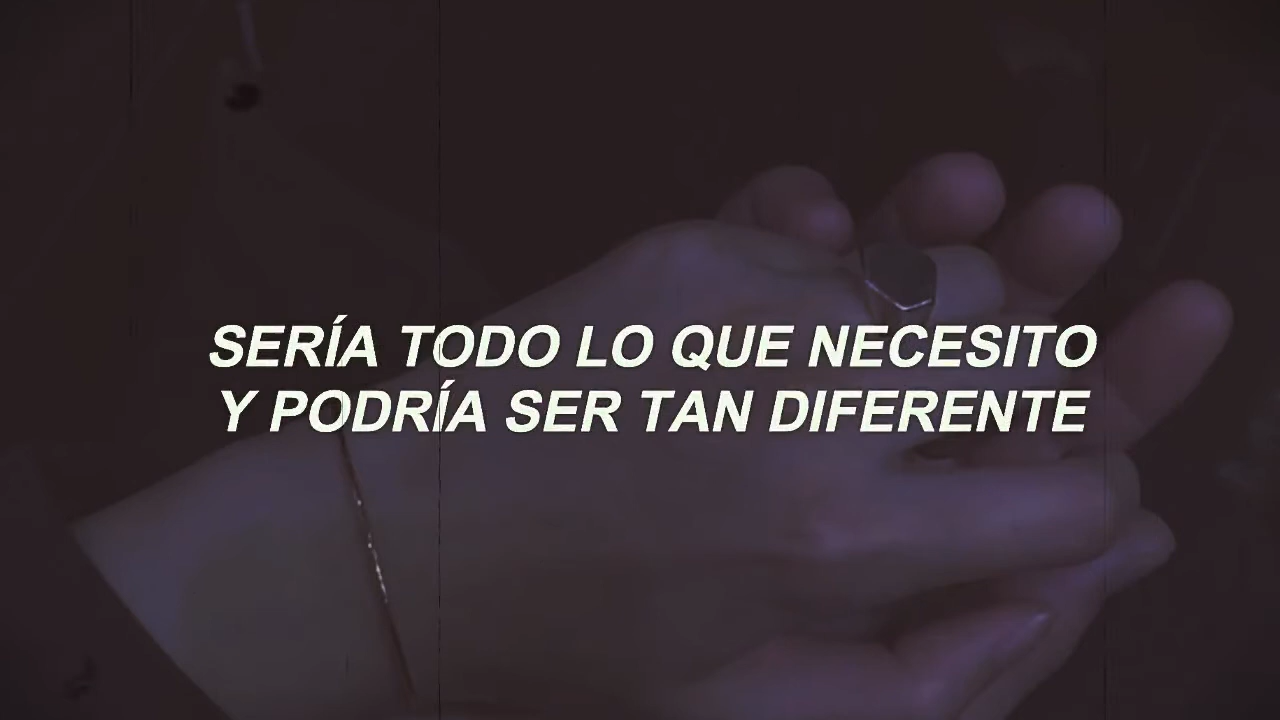 SERÍA TODO LO QUE NECESITO
Y PODRÍA SER TAN DIFERENTE